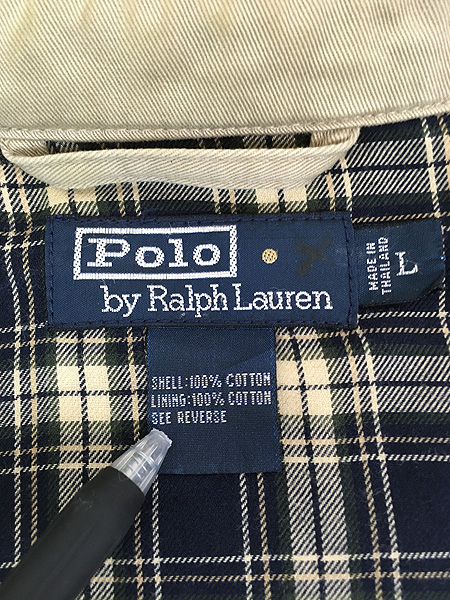 Polo
by Ralph Lauren
MADE IN
THAILAND
L
SHELL:100% COTTON
LINING:100% COTTON
SEE REVERSE